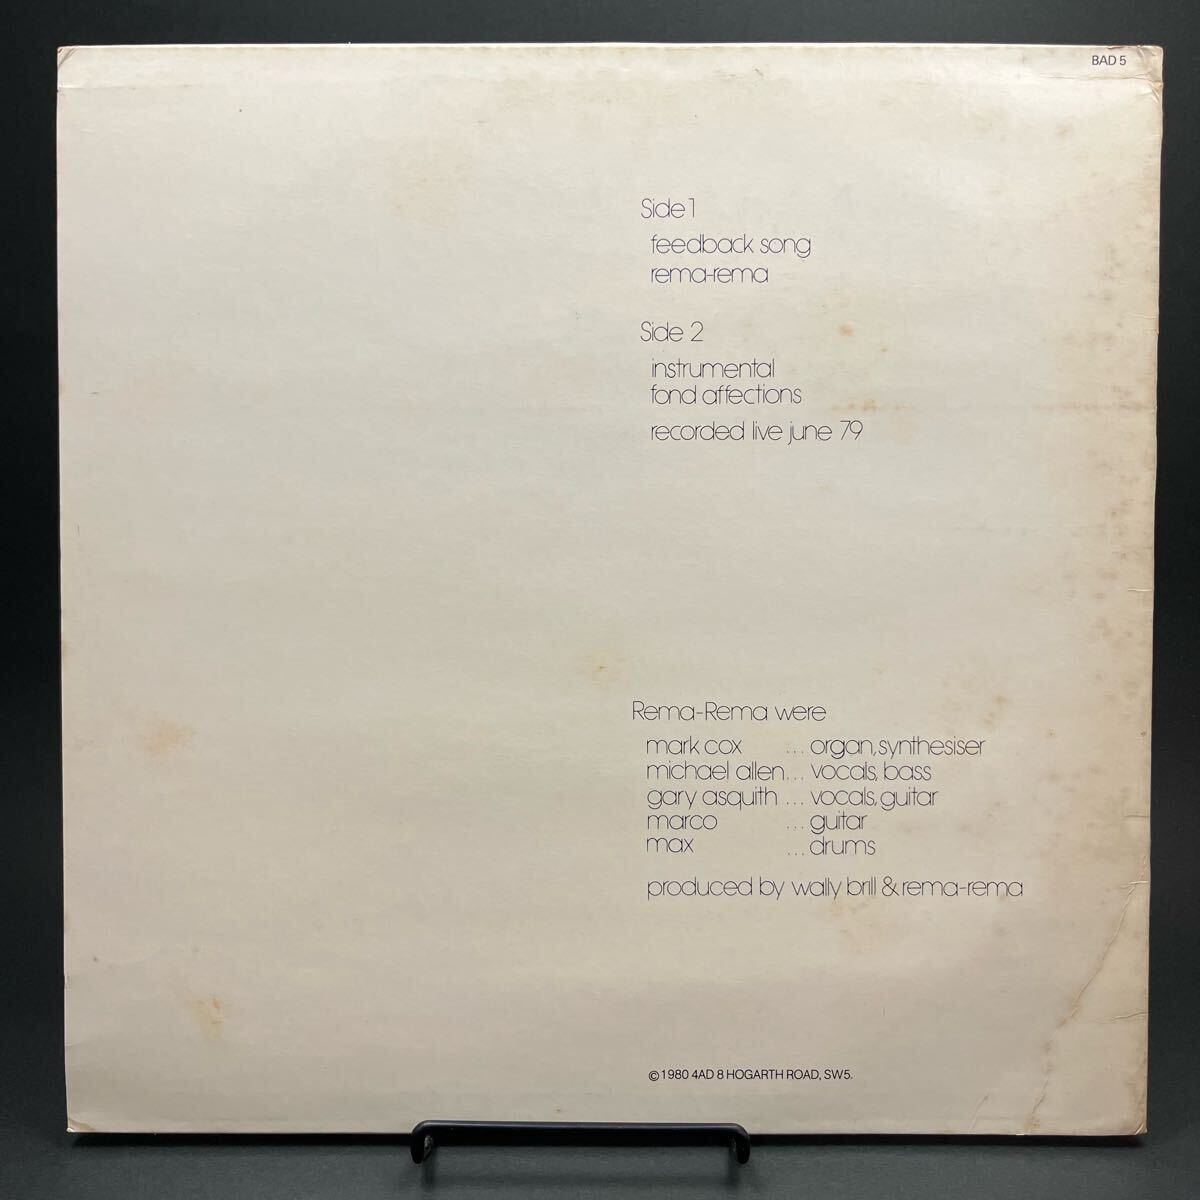 BAD 5
Side 1
feedback song
rema-rema
Side 2
instrumental
fond affections
recorded live june 79
Rema-Rema were
mark cox ... organ, synthesiser
michael allen ... vocals, bass
gary asquith ... vocals, guitar
marco ... guitar
max ... drums
produced by wally brill & rema-rema
© 1980 4AD 8 HOGARTH ROAD, SW5.